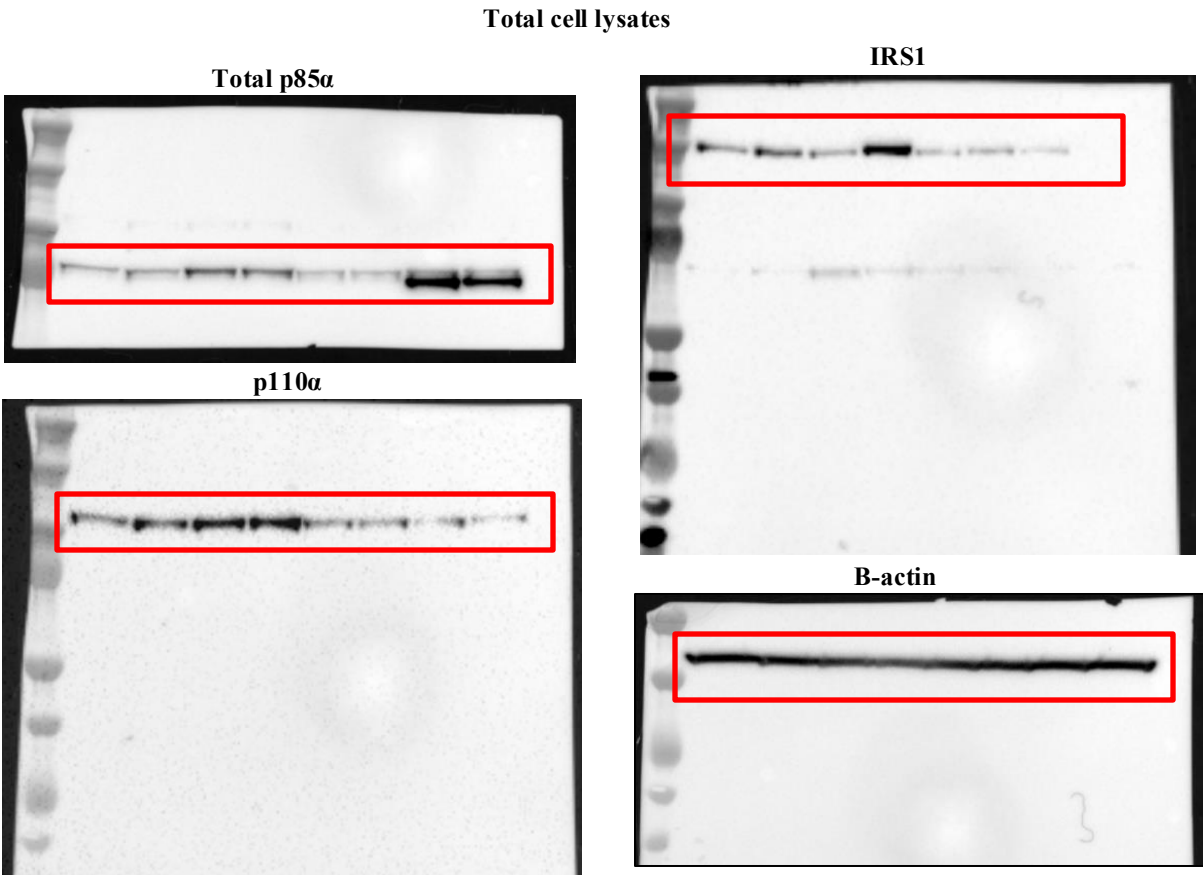 Total cell lysates
Total p85α
IRS1
p110α
B-actin